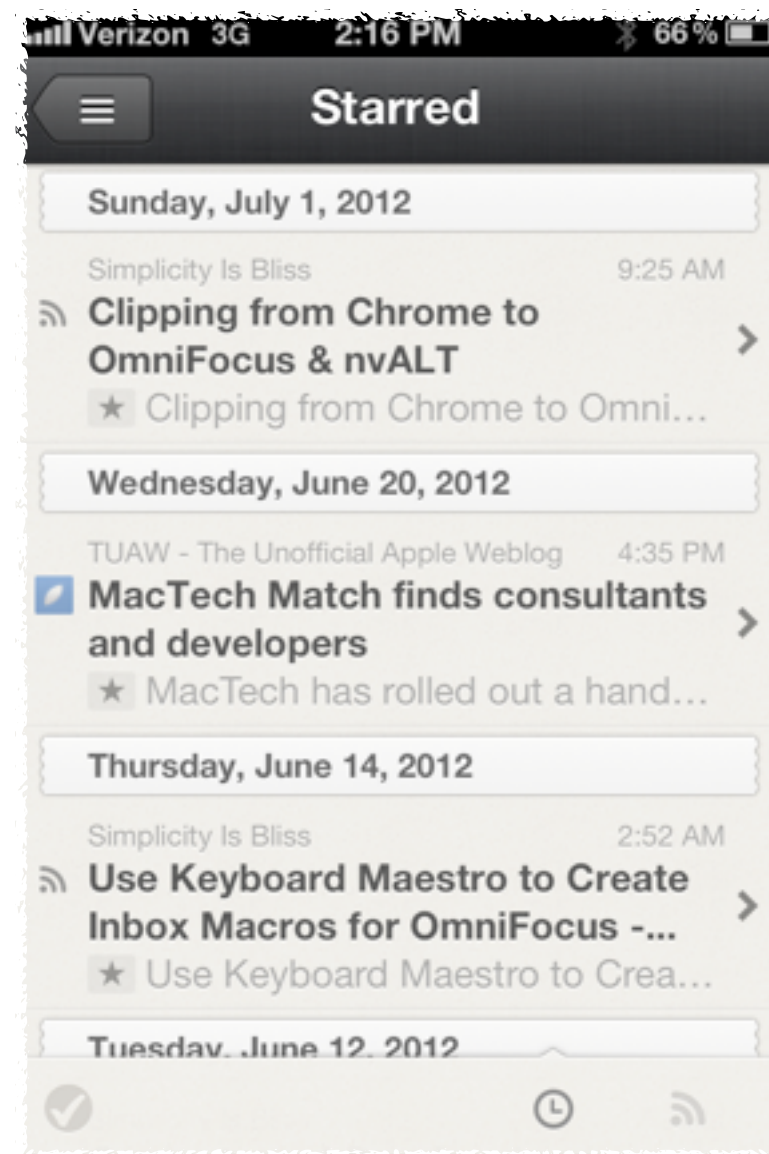 Verizon 3G 2:16 PM 66%
Starred
Sunday, July 1, 2012
Simplicity Is Bliss 9:25 AM
Clipping from Chrome to
OmniFocus & nvALT
Clipping from Chrome to Omni...
Wednesday, June 20, 2012
TUAW - The Unofficial Apple Weblog 4:35 PM
MacTech Match finds consultants
and developers
MacTech has rolled out a hand...
Thursday, June 14, 2012
Simplicity Is Bliss 2:52 AM
Use Keyboard Maestro to Create
Inbox Macros for OmniFocus -...
Use Keyboard Maestro to Crea...
Tuesday, June 12, 2012